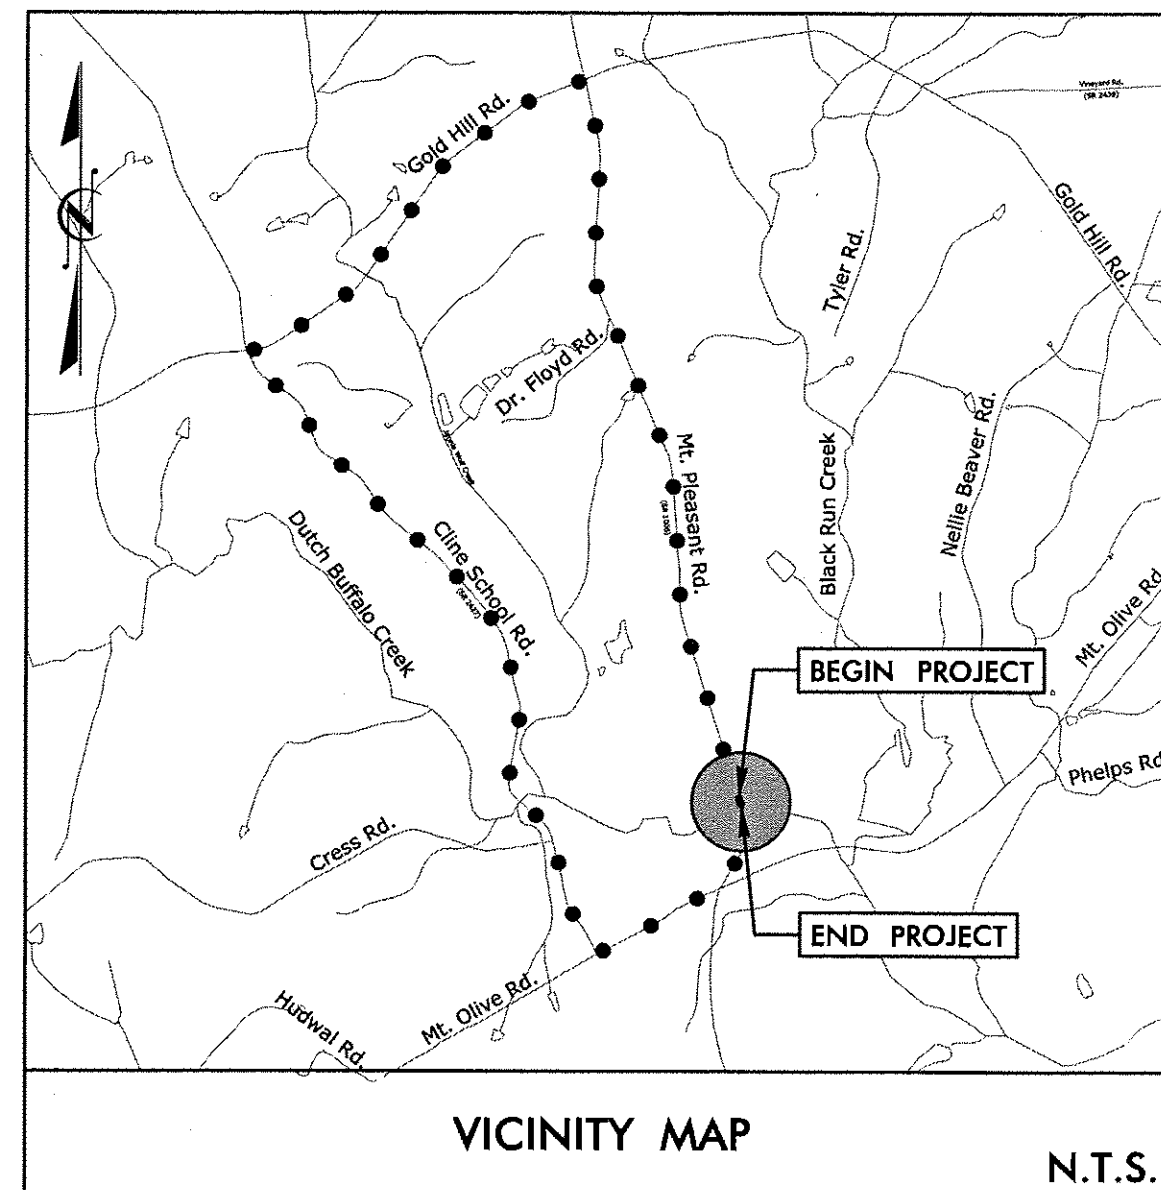 Vineyard Rd.
(SR 2439)
Gold Hill Rd.
Gold Hill Rd.
N
Tyler Rd.
Dr. Floyd Rd.
Mt. Pleasant Rd.
Nellie Beaver Rd.
Black Run Creek
Cline School Rd.
Dutch Buffalo Creek
Mt. Olive Rd.
BEGIN PROJECT
Phelps Rd
Cress Rd.
END PROJECT
Hudwal Rd.
Mt. Olive Rd.
VICINITY MAP
N.T.S.